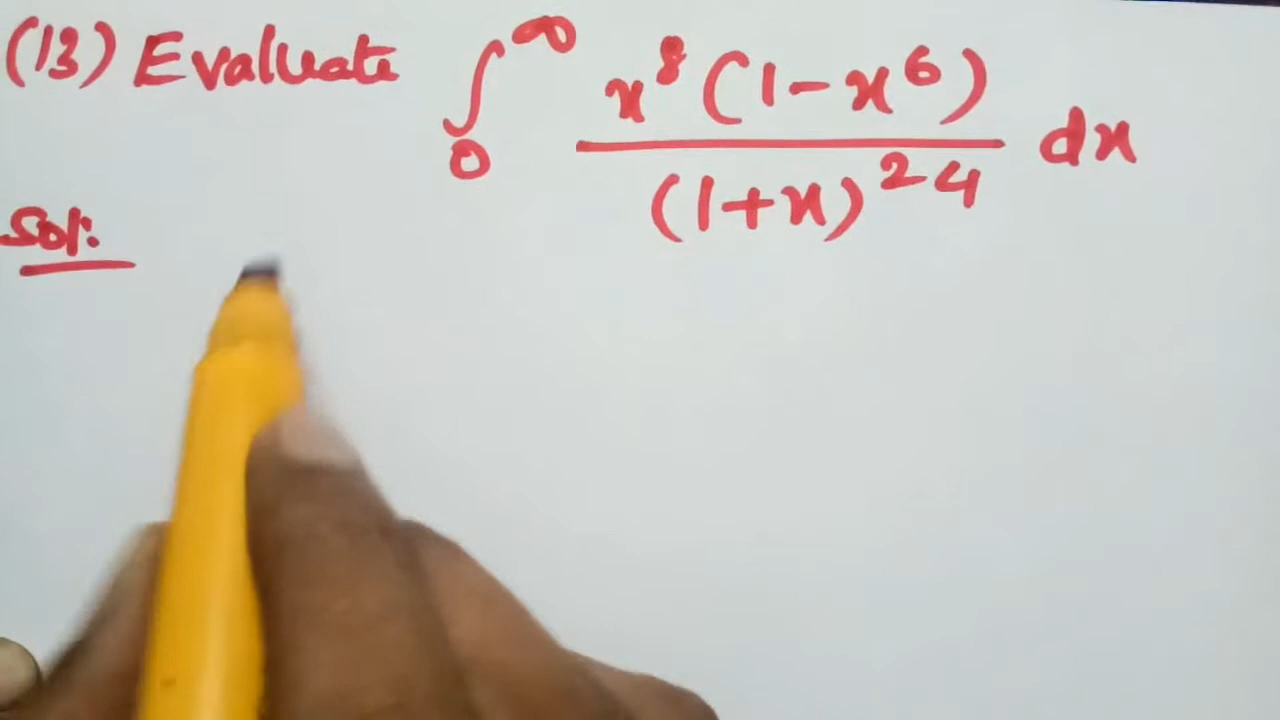 (13) Evaluate ∫₀^∞ x⁸(1-x⁶)/(1+x)²⁴ dx
Sol: